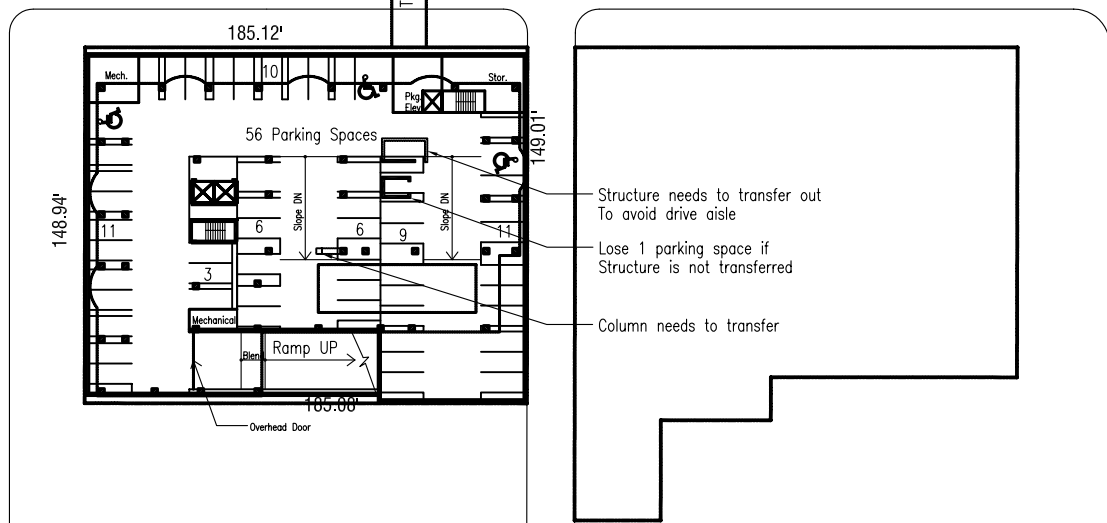 T
185.12'
10
Mech.
Stor.
Pkg.
Elev.
56 Parking Spaces
149.01'
148.94'
Slope DN
Slope DN
Structure needs to transfer out
To avoid drive aisle
11
6
6
9
11
Lose 1 parking space if
Structure is not transferred
3
Mechanical
Column needs to transfer
Blend
Ramp UP
185.08'
Overhead Door